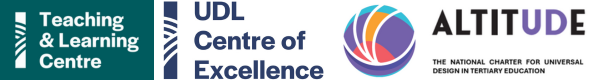 Teaching
& Learning
Centre
UDL
Centre of
Excellence
ALTITUDE
THE NATIONAL CHARTER FOR UNIVERSAL
DESIGN IN TERTIARY EDUCATION